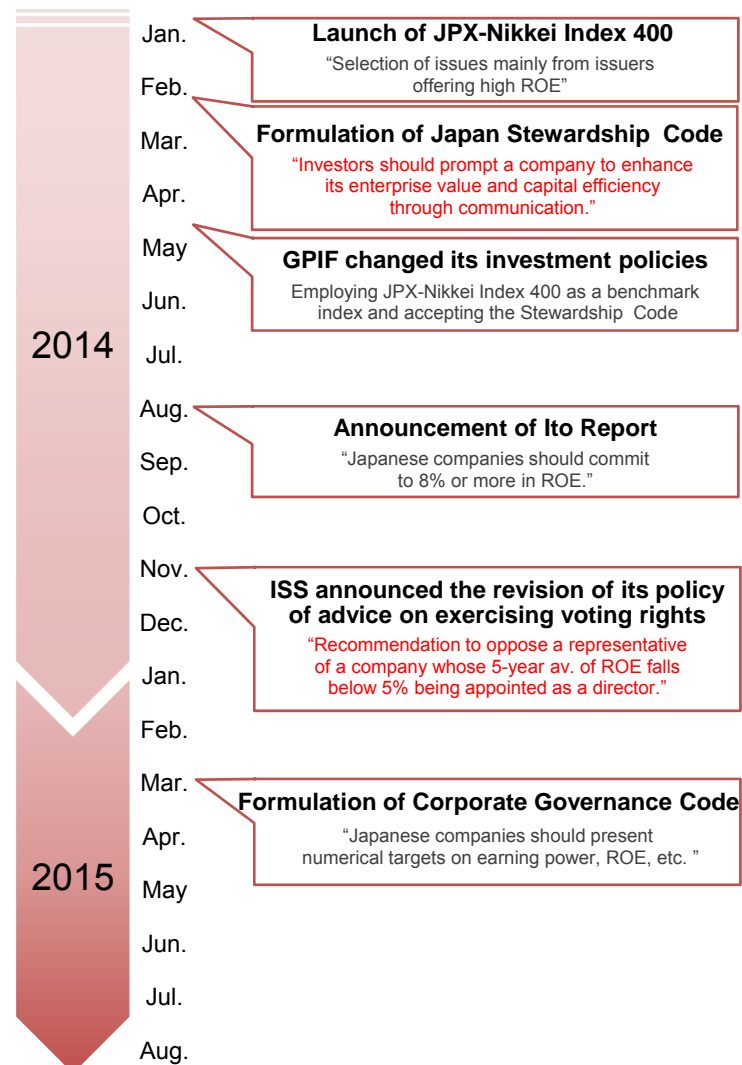 Jan.
Launch of JPX-Nikkei Index 400
“Selection of issues mainly from issuers
offering high ROE”
Feb.
Mar.
Formulation of Japan Stewardship Code
“Investors should prompt a company to enhance
its enterprise value and capital efficiency
through communication.”
Apr.
May
GPIF changed its investment policies
Employing JPX-Nikkei Index 400 as a benchmark
index and accepting the Stewardship Code
Jun.
2014
Jul.
Aug.
Announcement of Ito Report
“Japanese companies should commit
to 8% or more in ROE.”
Sep.
Oct.
Nov.
ISS announced the revision of its policy
of advice on exercising voting rights
“Recommendation to oppose a representative
of a company whose 5-year av. of ROE falls
below 5% being appointed as a director.”
Dec.
Jan.
Feb.
Mar.
Formulation of Corporate Governance Code
“Japanese companies should present
numerical targets on earning power, ROE, etc. ”
Apr.
2015
May
Jun.
Jul.
Aug.